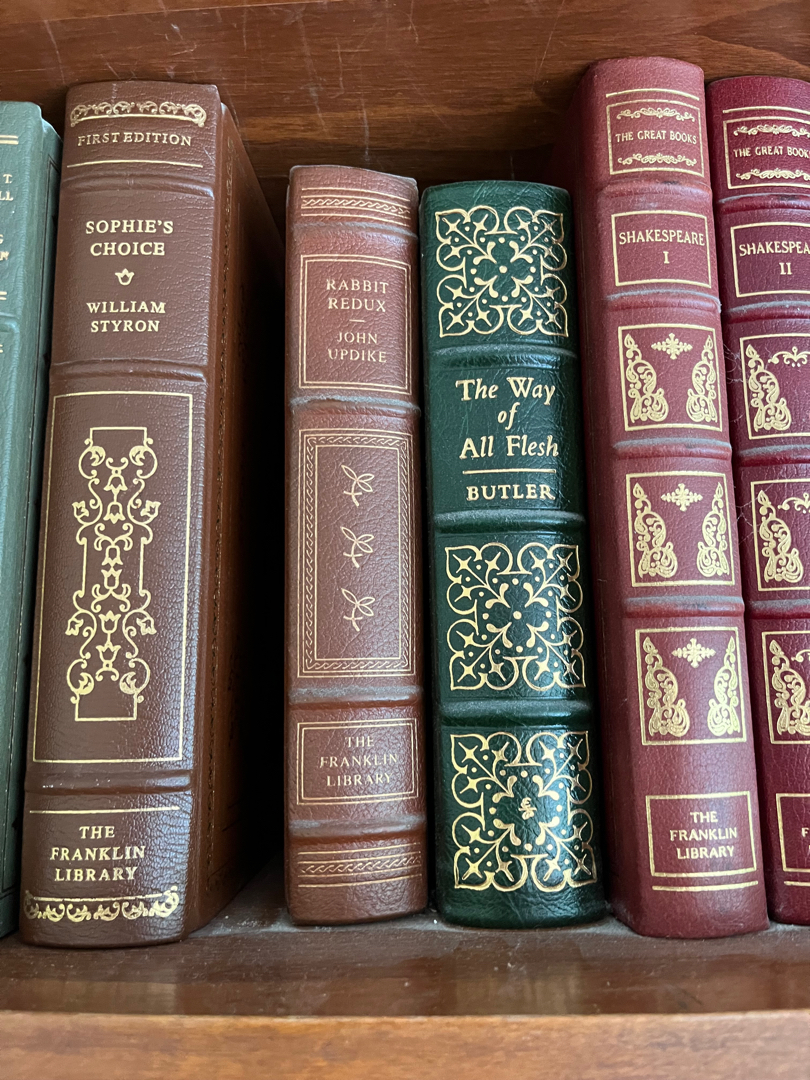 FIRST EDITION
SOPHIE'S
CHOICE
WILLIAM
STYRON
THE
FRANKLIN
LIBRARY
RABBIT
REDUX
JOHN
UPDIKE
THE
FRANKLIN
LIBRARY
The Way
of
All Flesh
BUTLER
THE GREAT BOOKS
SHAKESPEARE
I
THE
FRANKLIN
LIBRARY
THE GREAT BOOK
SHAKESPEA
II